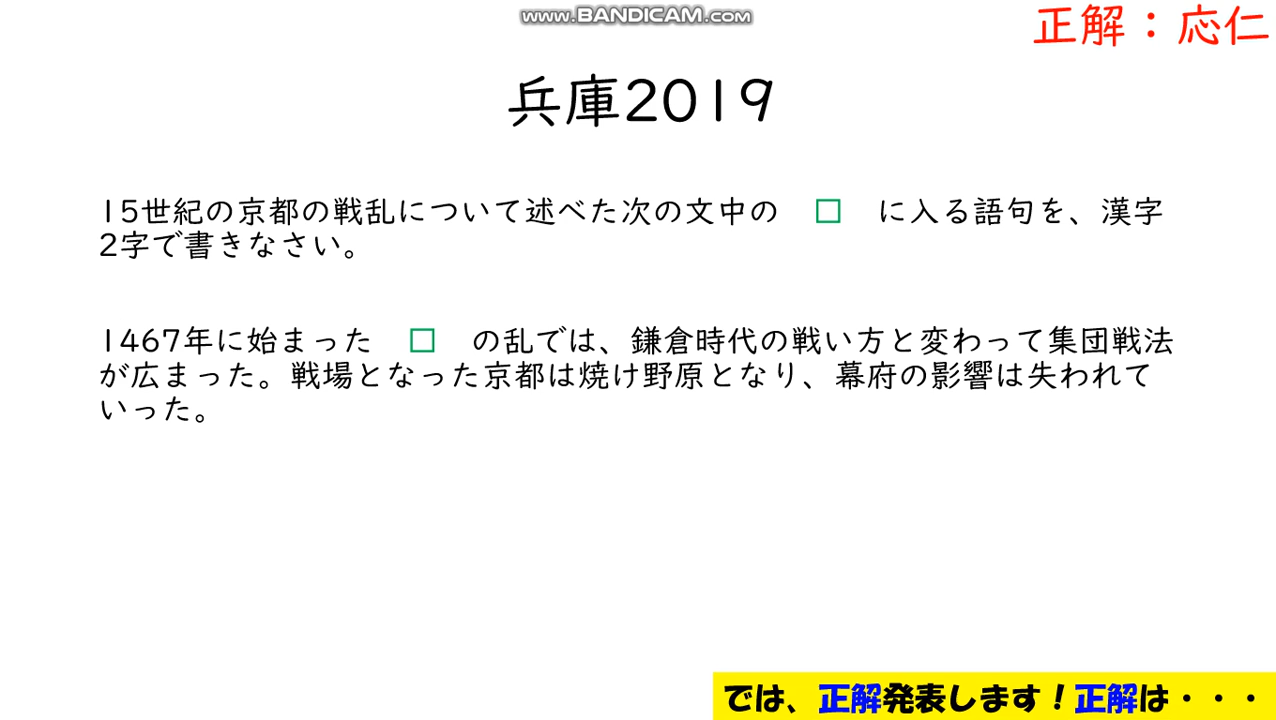 www.BANDICAM.com
正解：応仁
兵庫2019
15世紀の京都の戦乱について述べた次の文中の　□　に入る語句を、漢字
2字で書きなさい。
1467年に始まった　□　の乱では、鎌倉時代の戦い方と変わって集団戦法
が広まった。戦場となった京都は焼け野原となり、幕府の影響は失われて
いった。
では、正解発表します！正解は・・・